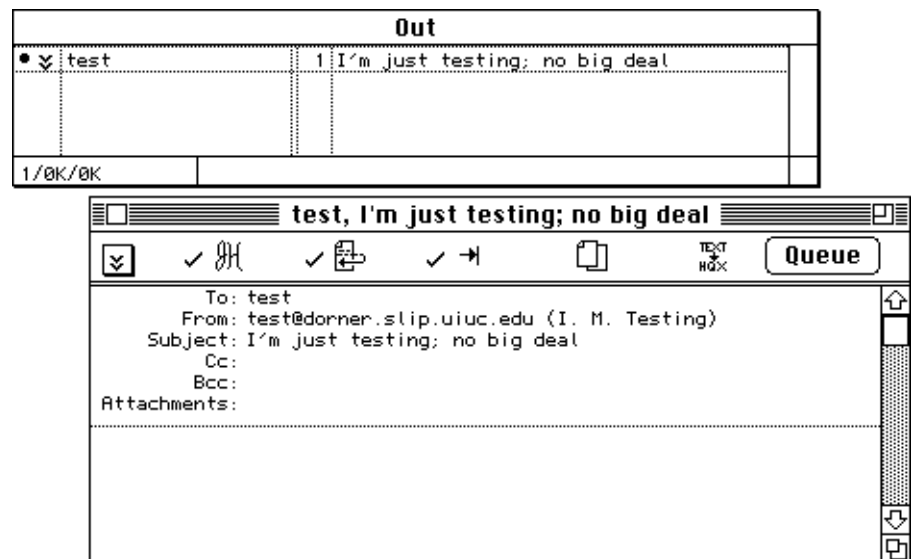 Out
• test 1 I'm just testing; no big deal
1/0K/0K
test, I'm just testing; no big deal
JH TEXT HQX Queue
To: test
From: test@dorner.slip.uiuc.edu (I. M. Testing)
Subject: I'm just testing; no big deal
Cc:
Bcc:
Attachments: